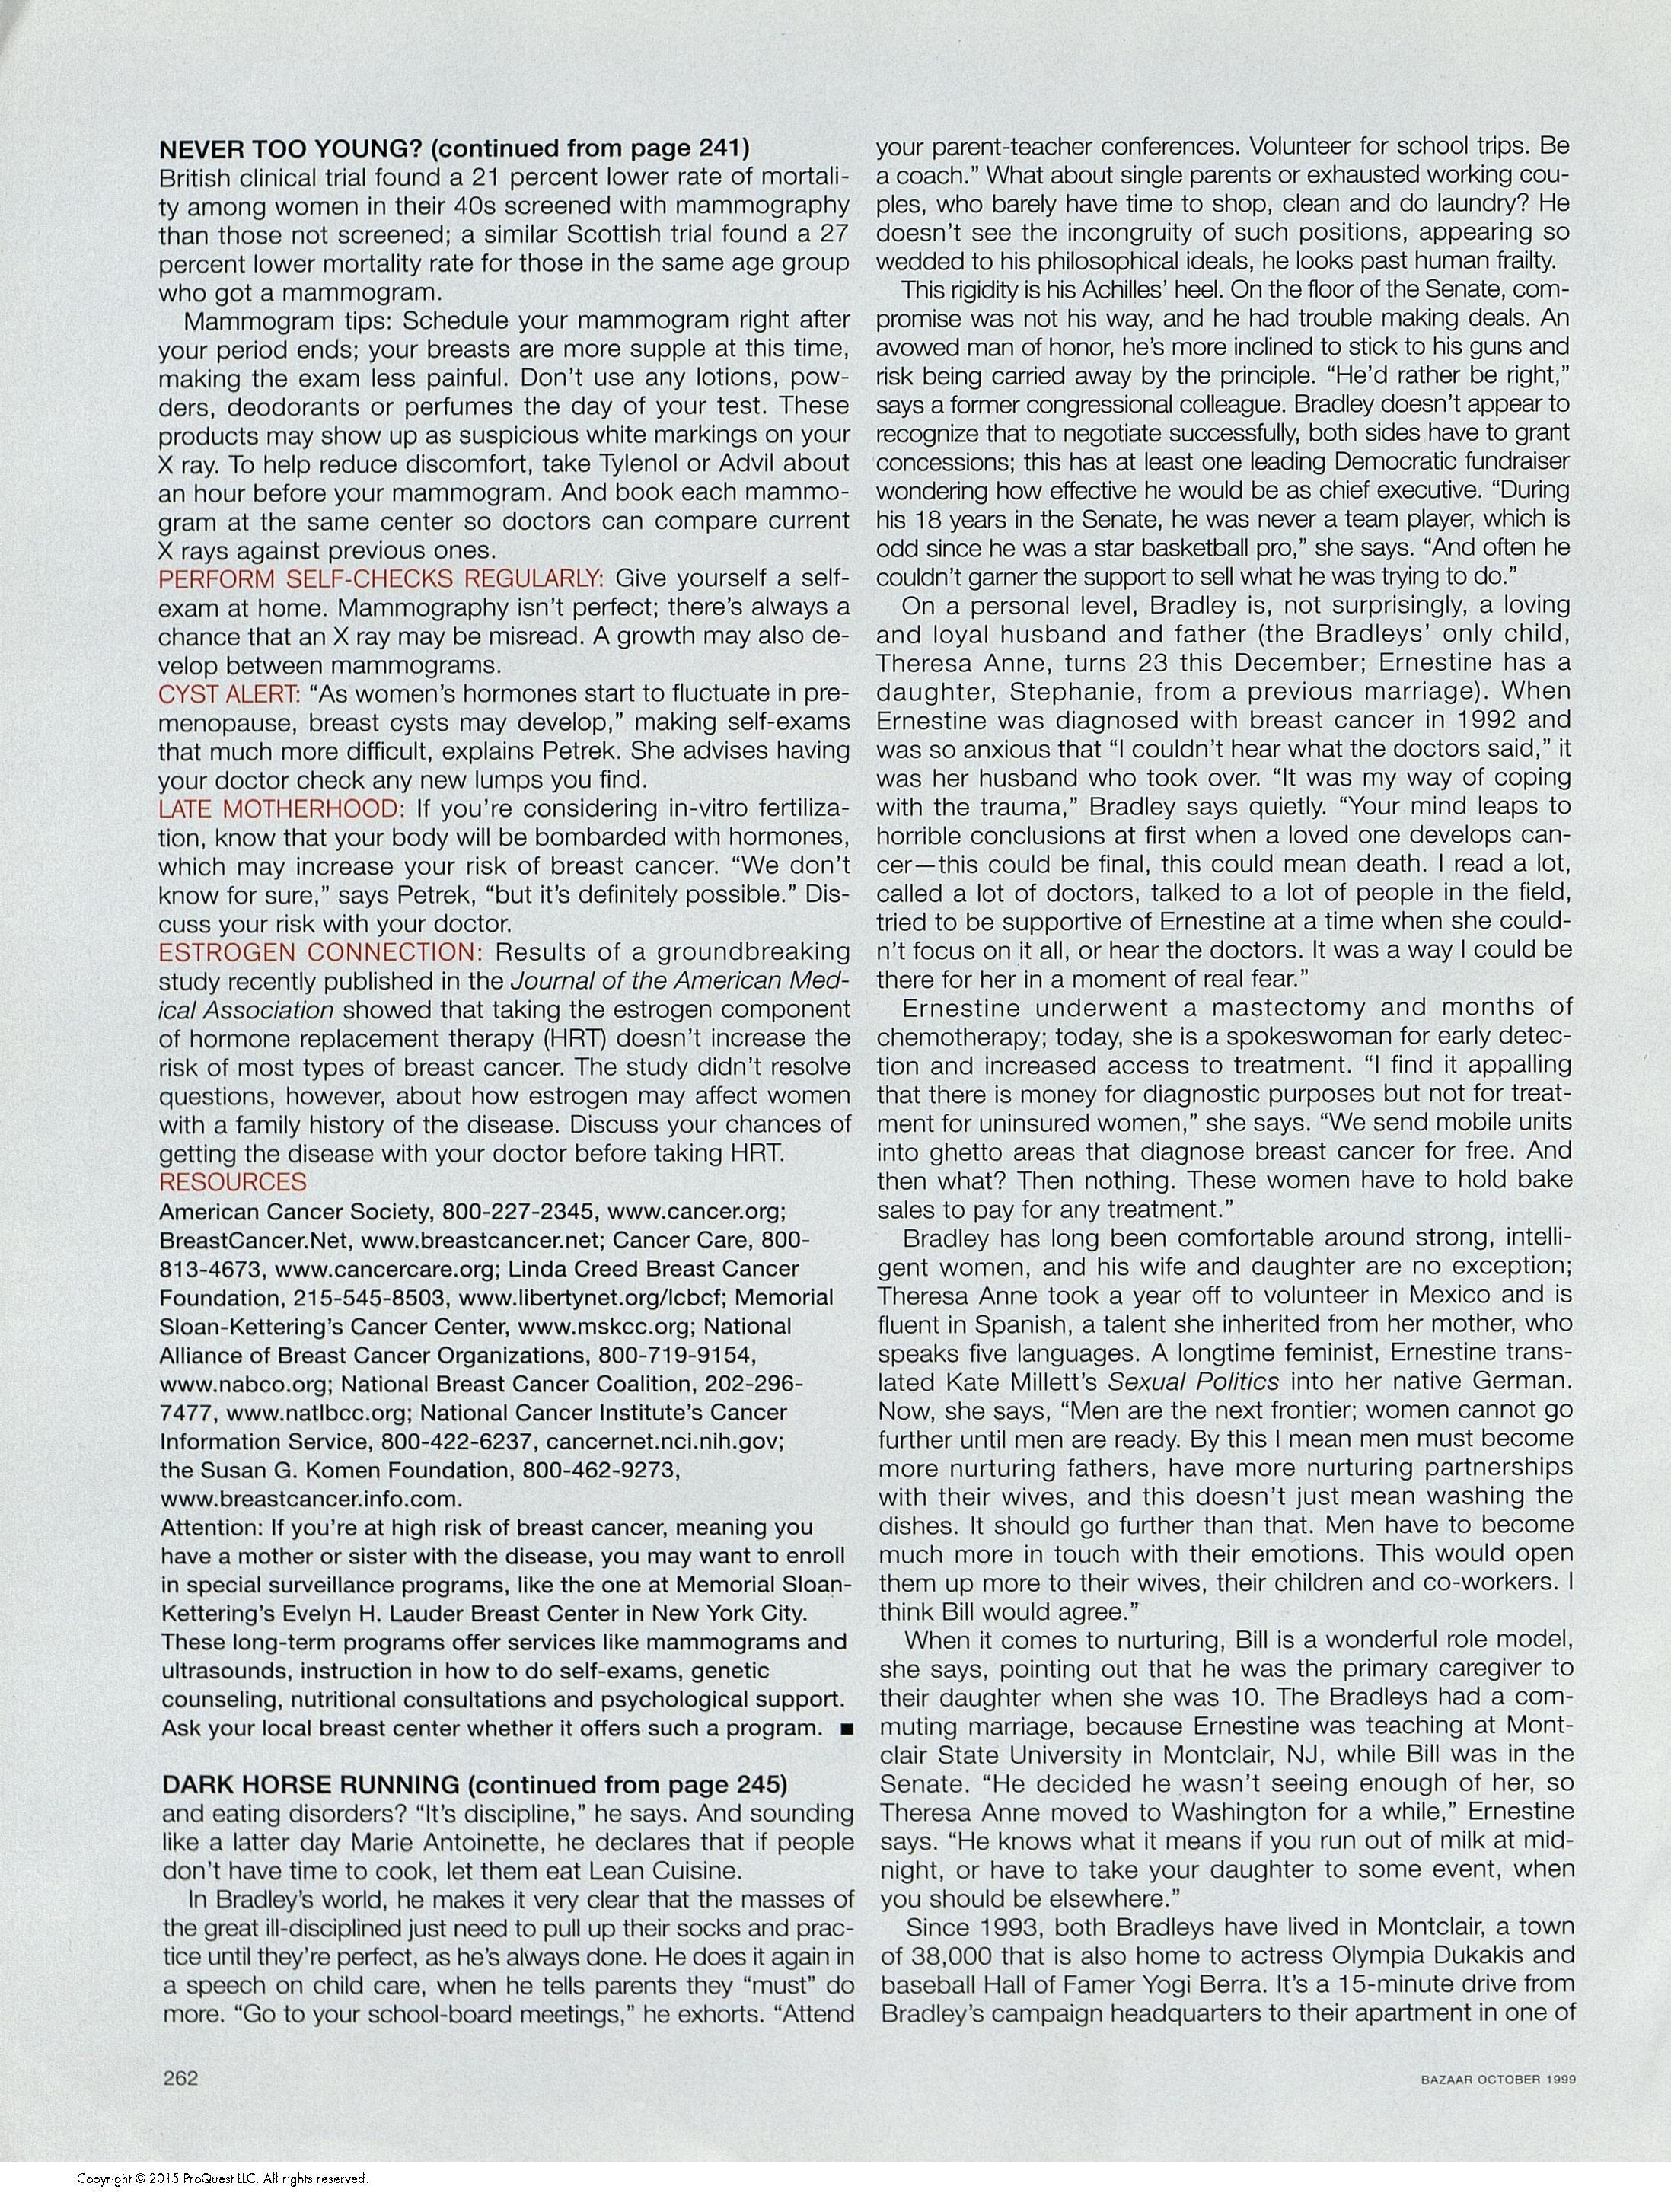 NEVER TOO YOUNG? (continued from page 241)
British clinical trial found a 21 percent lower rate of mortali-
ty among women in their 40s screened with mammography
than those not screened; a similar Scottish trial found a 27
percent lower mortality rate for those in the same age group
who got a mammogram.
Mammogram tips: Schedule your mammogram right after
your period ends; your breasts are more supple at this time,
making the exam less painful. Don't use any lotions, pow-
ders, deodorants or perfumes the day of your test. These
products may show up as suspicious white markings on your
X ray. To help reduce discomfort, take Tylenol or Advil about
an hour before your mammogram. And book each mammo-
gram at the same center so doctors can compare current
X rays against previous ones.
PERFORM SELF-CHECKS REGULARLY: Give yourself a self-
exam at home. Mammography isn't perfect; there's always a
chance that an X ray may be misread. A growth may also de-
velop between mammograms.
CYST ALERT: “As women's hormones start to fluctuate in pre-
menopause, breast cysts may develop,” making self-exams
that much more difficult, explains Petrek. She advises having
your doctor check any new lumps you find.
LATE MOTHERHOOD: If you're considering in-vitro fertiliza-
tion, know that your body will be bombarded with hormones,
which may increase your risk of breast cancer. “We don't
know for sure,” says Petrek, “but it's definitely possible.” Dis-
cuss your risk with your doctor.
ESTROGEN CONNECTION: Results of a groundbreaking
study recently published in the Journal of the American Med-
ical Association showed that taking the estrogen component
of hormone replacement therapy (HRT) doesn't increase the
risk of most types of breast cancer. The study didn't resolve
questions, however, about how estrogen may affect women
with a family history of the disease. Discuss your chances of
getting the disease with your doctor before taking HRT.
RESOURCES
American Cancer Society, 800-227-2345, www.cancer.org;
BreastCancer.Net, www.breastcancer.net; Cancer Care, 800-
813-4673, www.cancercare.org; Linda Creed Breast Cancer
Foundation, 215-545-8503, www.libertynet.org/lcbcf; Memorial
Sloan-Kettering's Cancer Center, www.mskcc.org; National
Alliance of Breast Cancer Organizations, 800-719-9154,
www.nabco.org; National Breast Cancer Coalition, 202-296-
7477, www.natlbcc.org; National Cancer Institute's Cancer
Information Service, 800-422-6237, cancernet.nci.nih.gov;
the Susan G. Komen Foundation, 800-462-9273,
www.breastcancer.info.com.
Attention: If you're at high risk of breast cancer, meaning you
have a mother or sister with the disease, you may want to enroll
in special surveillance programs, like the one at Memorial Sloan-
Kettering's Evelyn H. Lauder Breast Center in New York City.
These long-term programs offer services like mammograms and
ultrasounds, instruction in how to do self-exams, genetic
counseling, nutritional consultations and psychological support.
Ask your local breast center whether it offers such a program. ■
DARK HORSE RUNNING (continued from page 245)
and eating disorders? “It's discipline,” he says. And sounding
like a latter day Marie Antoinette, he declares that if people
don't have time to cook, let them eat Lean Cuisine.
In Bradley's world, he makes it very clear that the masses of
the great ill-disciplined just need to pull up their socks and prac-
tice until they're perfect, as he's always done. He does it again in
a speech on child care, when he tells parents they “must” do
more. “Go to your school-board meetings,” he exhorts. “Attend
your parent-teacher conferences. Volunteer for school trips. Be
a coach.” What about single parents or exhausted working cou-
ples, who barely have time to shop, clean and do laundry? He
doesn't see the incongruity of such positions, appearing so
wedded to his philosophical ideals, he looks past human frailty.
This rigidity is his Achilles' heel. On the floor of the Senate, com-
promise was not his way, and he had trouble making deals. An
avowed man of honor, he's more inclined to stick to his guns and
risk being carried away by the principle. “He'd rather be right,”
says a former congressional colleague. Bradley doesn't appear to
recognize that to negotiate successfully, both sides have to grant
concessions; this has at least one leading Democratic fundraiser
wondering how effective he would be as chief executive. “During
his 18 years in the Senate, he was never a team player, which is
odd since he was a star basketball pro,” she says. “And often he
couldn't garner the support to sell what he was trying to do.”
On a personal level, Bradley is, not surprisingly, a loving
and loyal husband and father (the Bradleys' only child,
Theresa Anne, turns 23 this December; Ernestine has a
daughter, Stephanie, from a previous marriage). When
Ernestine was diagnosed with breast cancer in 1992 and
was so anxious that “I couldn't hear what the doctors said,” it
was her husband who took over. “It was my way of coping
with the trauma,” Bradley says quietly. “Your mind leaps to
horrible conclusions at first when a loved one develops can-
cer—this could be final, this could mean death. I read a lot,
called a lot of doctors, talked to a lot of people in the field,
tried to be supportive of Ernestine at a time when she could-
n't focus on it all, or hear the doctors. It was a way I could be
there for her in a moment of real fear.”
Ernestine underwent a mastectomy and months of
chemotherapy; today, she is a spokeswoman for early detec-
tion and increased access to treatment. “I find it appalling
that there is money for diagnostic purposes but not for treat-
ment for uninsured women,” she says. “We send mobile units
into ghetto areas that diagnose breast cancer for free. And
then what? Then nothing. These women have to hold bake
sales to pay for any treatment.”
Bradley has long been comfortable around strong, intelli-
gent women, and his wife and daughter are no exception;
Theresa Anne took a year off to volunteer in Mexico and is
fluent in Spanish, a talent she inherited from her mother, who
speaks five languages. A longtime feminist, Ernestine trans-
lated Kate Millett's Sexual Politics into her native German.
Now, she says, “Men are the next frontier; women cannot go
further until men are ready. By this I mean men must become
more nurturing fathers, have more nurturing partnerships
with their wives, and this doesn't just mean washing the
dishes. It should go further than that. Men have to become
much more in touch with their emotions. This would open
them up more to their wives, their children and co-workers. I
think Bill would agree.”
When it comes to nurturing, Bill is a wonderful role model,
she says, pointing out that he was the primary caregiver to
their daughter when she was 10. The Bradleys had a com-
muting marriage, because Ernestine was teaching at Mont-
clair State University in Montclair, NJ, while Bill was in the
Senate. “He decided he wasn't seeing enough of her, so
Theresa Anne moved to Washington for a while,” Ernestine
says. “He knows what it means if you run out of milk at mid-
night, or have to take your daughter to some event, when
you should be elsewhere.”
Since 1993, both Bradleys have lived in Montclair, a town
of 38,000 that is also home to actress Olympia Dukakis and
baseball Hall of Famer Yogi Berra. It's a 15-minute drive from
Bradley's campaign headquarters to their apartment in one of
262
BAZAAR OCTOBER 1999
Copyright © 2015 ProQuest LLC. All rights reserved.